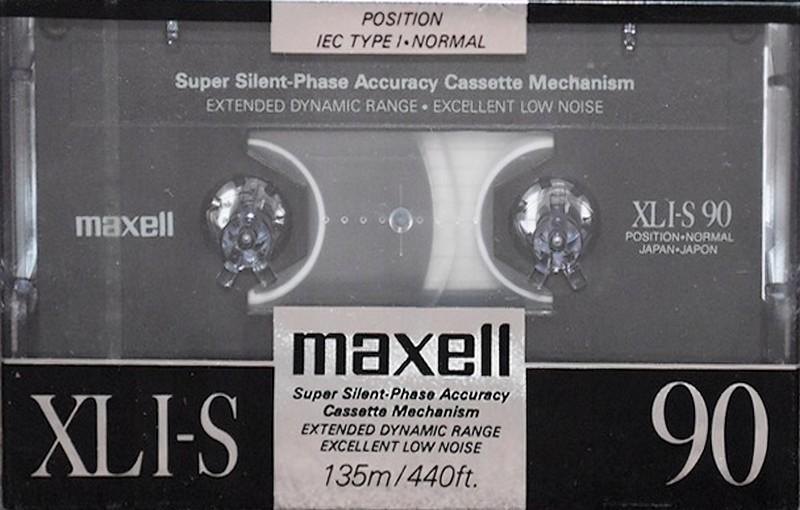 POSITION
IEC TYPE I•NORMAL
Super Silent-Phase Accuracy Cassette Mechanism
EXTENDED DYNAMIC RANGE • EXCELLENT LOW NOISE
maxell
XLI-S 90
POSITION•NORMAL
JAPAN•JAPON
maxell
Super Silent-Phase Accuracy
Cassette Mechanism
EXTENDED DYNAMIC RANGE
EXCELLENT LOW NOISE
135m/440ft.
XLI-S
90